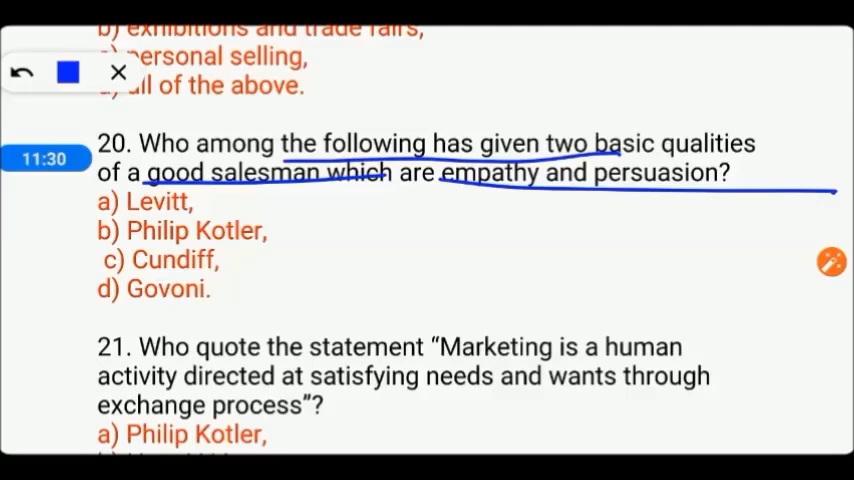 b) exhibitions and trade fairs,
personal selling,
all of the above.
20. Who among the following has given two basic qualities
of a good salesman which are empathy and persuasion?
11:30
a) Levitt,
b) Philip Kotler,
c) Cundiff,
d) Govoni.
21. Who quote the statement “Marketing is a human
activity directed at satisfying needs and wants through
exchange process”?
a) Philip Kotler,